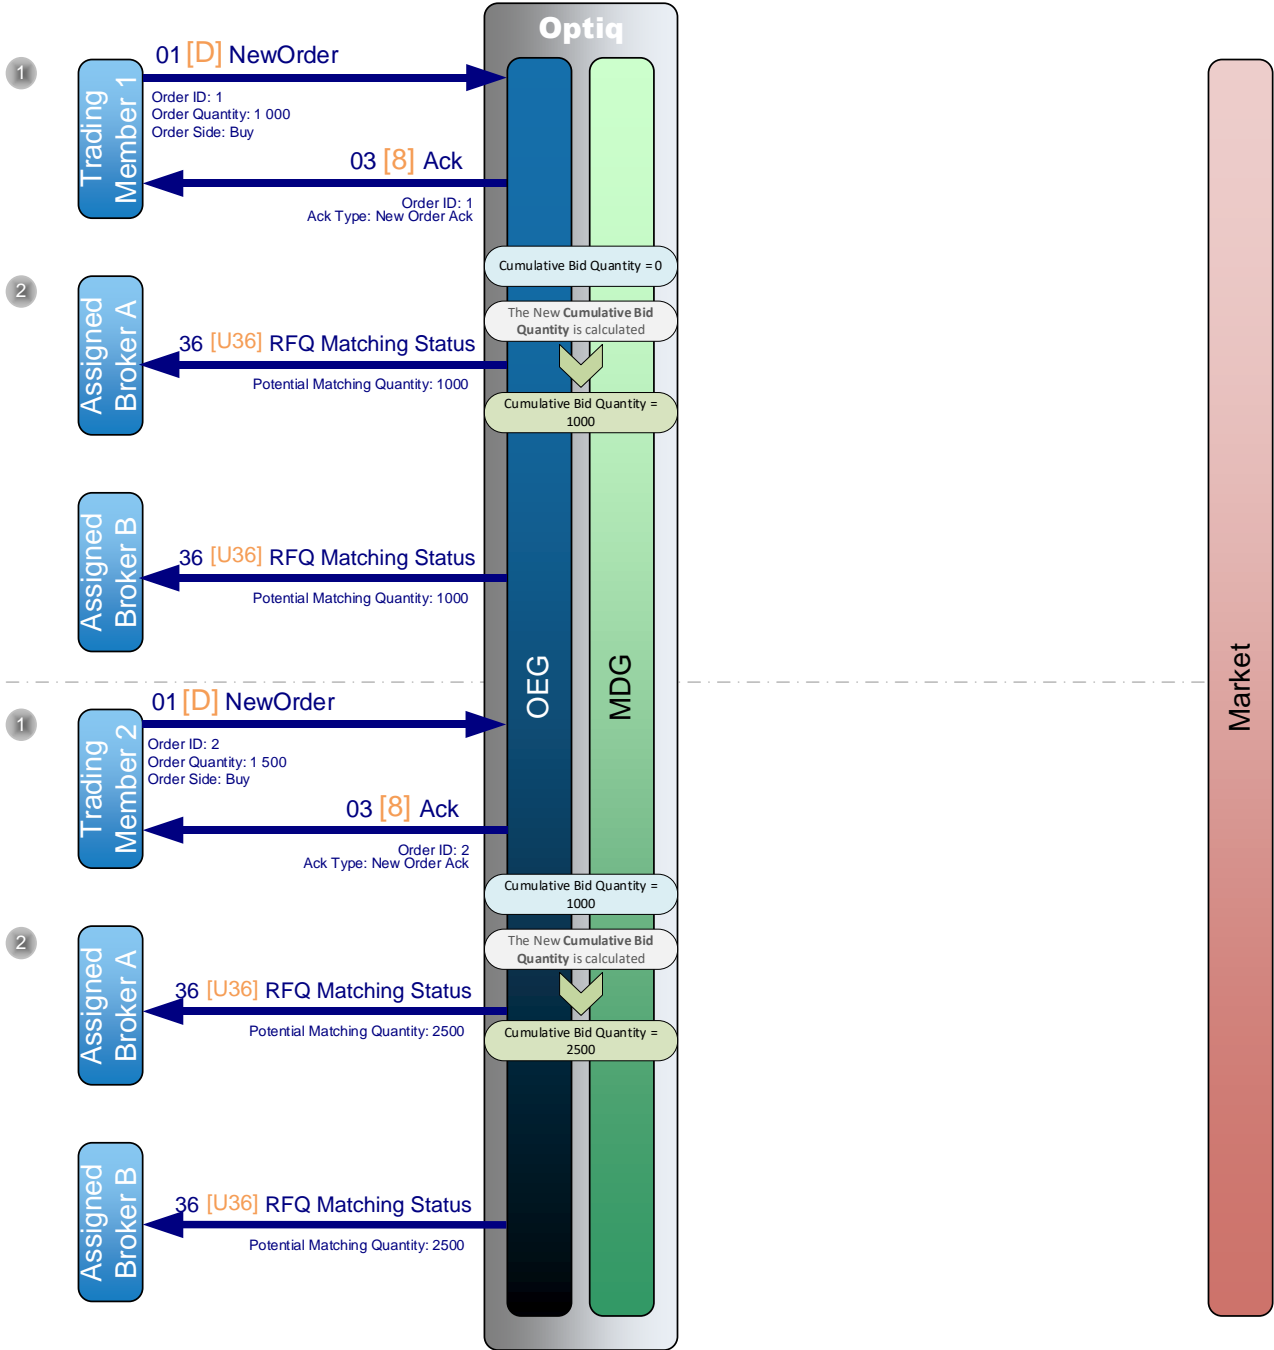 Optiq
1
01 [D] NewOrder
Trading
Member 1
Order ID: 1
Order Quantity: 1 000
Order Side: Buy
03 [8] Ack
Order ID: 1
Ack Type: New Order Ack
Cumulative Bid Quantity = 0
2
Assigned
Broker A
The New Cumulative Bid
Quantity is calculated
36 [U36] RFQ Matching Status
Potential Matching Quantity: 1000
Cumulative Bid Quantity =
1000
Assigned
Broker B
36 [U36] RFQ Matching Status
Potential Matching Quantity: 1000
OEG
MDG
Market
1
01 [D] NewOrder
Trading
Member 2
Order ID: 2
Order Quantity: 1 500
Order Side: Buy
03 [8] Ack
Order ID: 2
Ack Type: New Order Ack
Cumulative Bid Quantity =
1000
2
Assigned
Broker A
The New Cumulative Bid
Quantity is calculated
36 [U36] RFQ Matching Status
Potential Matching Quantity: 2500
Cumulative Bid Quantity =
2500
Assigned
Broker B
36 [U36] RFQ Matching Status
Potential Matching Quantity: 2500